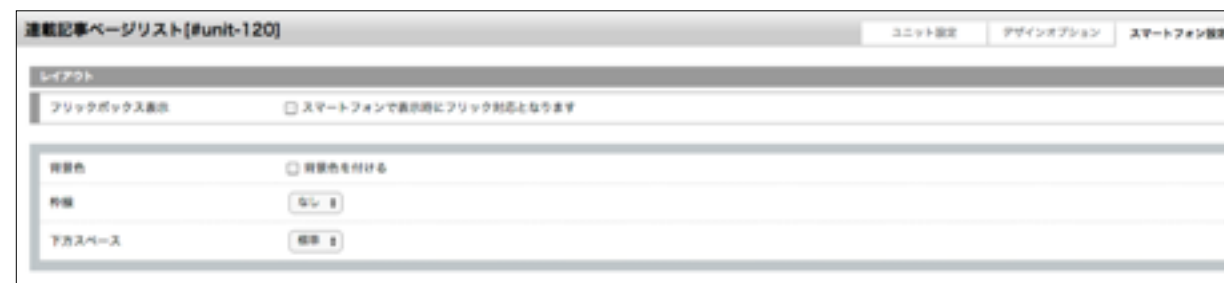 連載記事ページリスト[#unit-120]
ユニット設定 デザインオプション スマートフォン設定
レイアウト
フリックボックス表示 スマートフォンで表示時にフリック対応となります
背景色 背景色を付ける
枠線 なし
下方スペース 標準